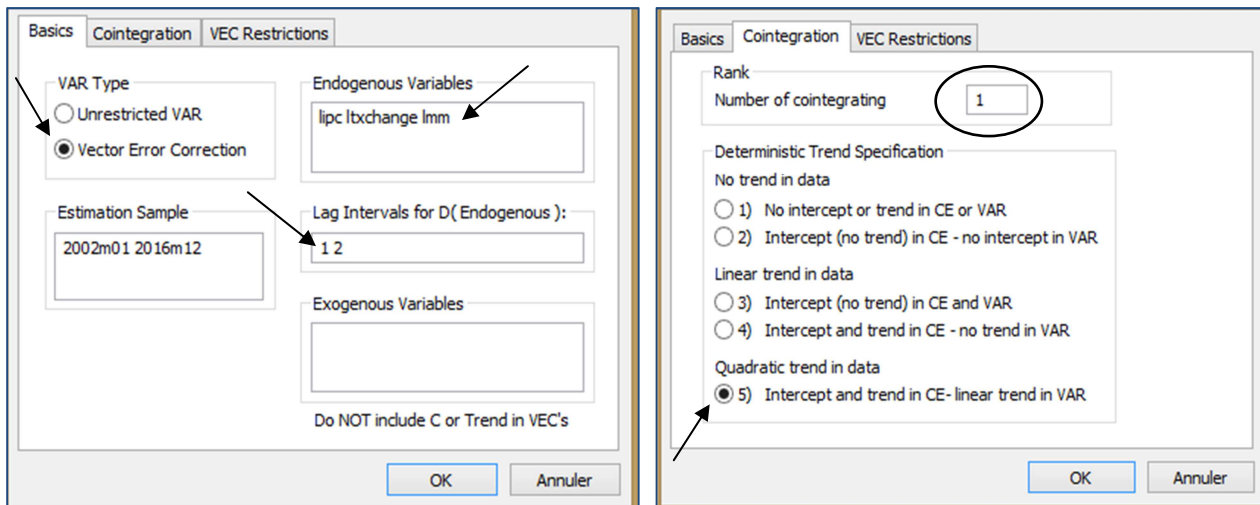 Basics Cointegration VEC Restrictions
VAR Type
Unrestricted VAR
Vector Error Correction
Endogenous Variables
lipc ltxchange lmm
Estimation Sample
2002m01 2016m12
Lag Intervals for D( Endogenous ):
1 2
Exogenous Variables
Do NOT include C or Trend in VEC's
OK Annuler
Basics Cointegration VEC Restrictions
Rank
Number of cointegrating 1
Deterministic Trend Specification
No trend in data
1) No intercept or trend in CE or VAR
2) Intercept (no trend) in CE - no intercept in VAR
Linear trend in data
3) Intercept (no trend) in CE and VAR
4) Intercept and trend in CE - no trend in VAR
Quadratic trend in data
5) Intercept and trend in CE- linear trend in VAR
OK Annuler